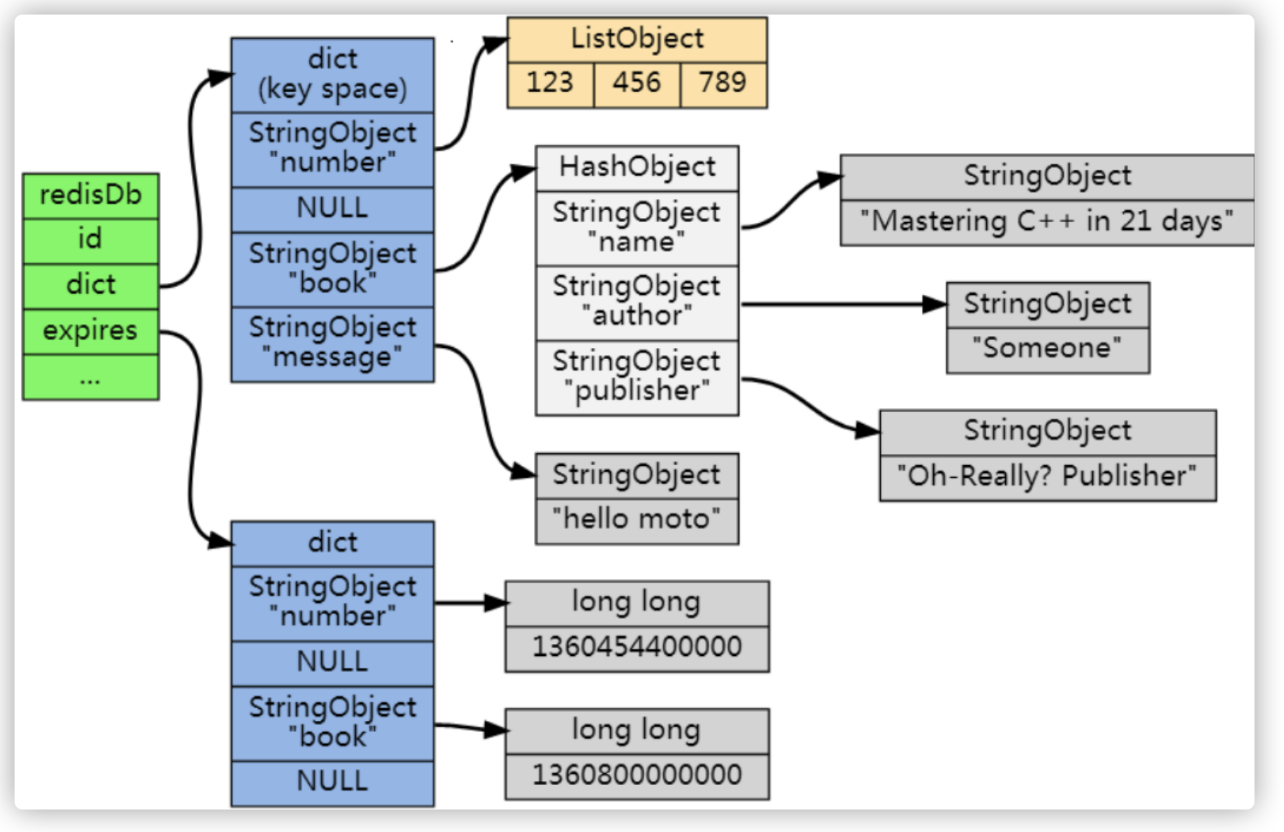 redisDb
id
dict
expires
...
dict
(key space)
StringObject
"number"
NULL
StringObject
"book"
StringObject
"message"
ListObject
123 456 789
HashObject
StringObject
"name"
StringObject
"author"
StringObject
"publisher"
StringObject
"Mastering C++ in 21 days"
StringObject
"Someone"
StringObject
"Oh-Really? Publisher"
StringObject
"hello moto"
dict
StringObject
"number"
NULL
StringObject
"book"
NULL
long long
1360454400000
long long
1360800000000